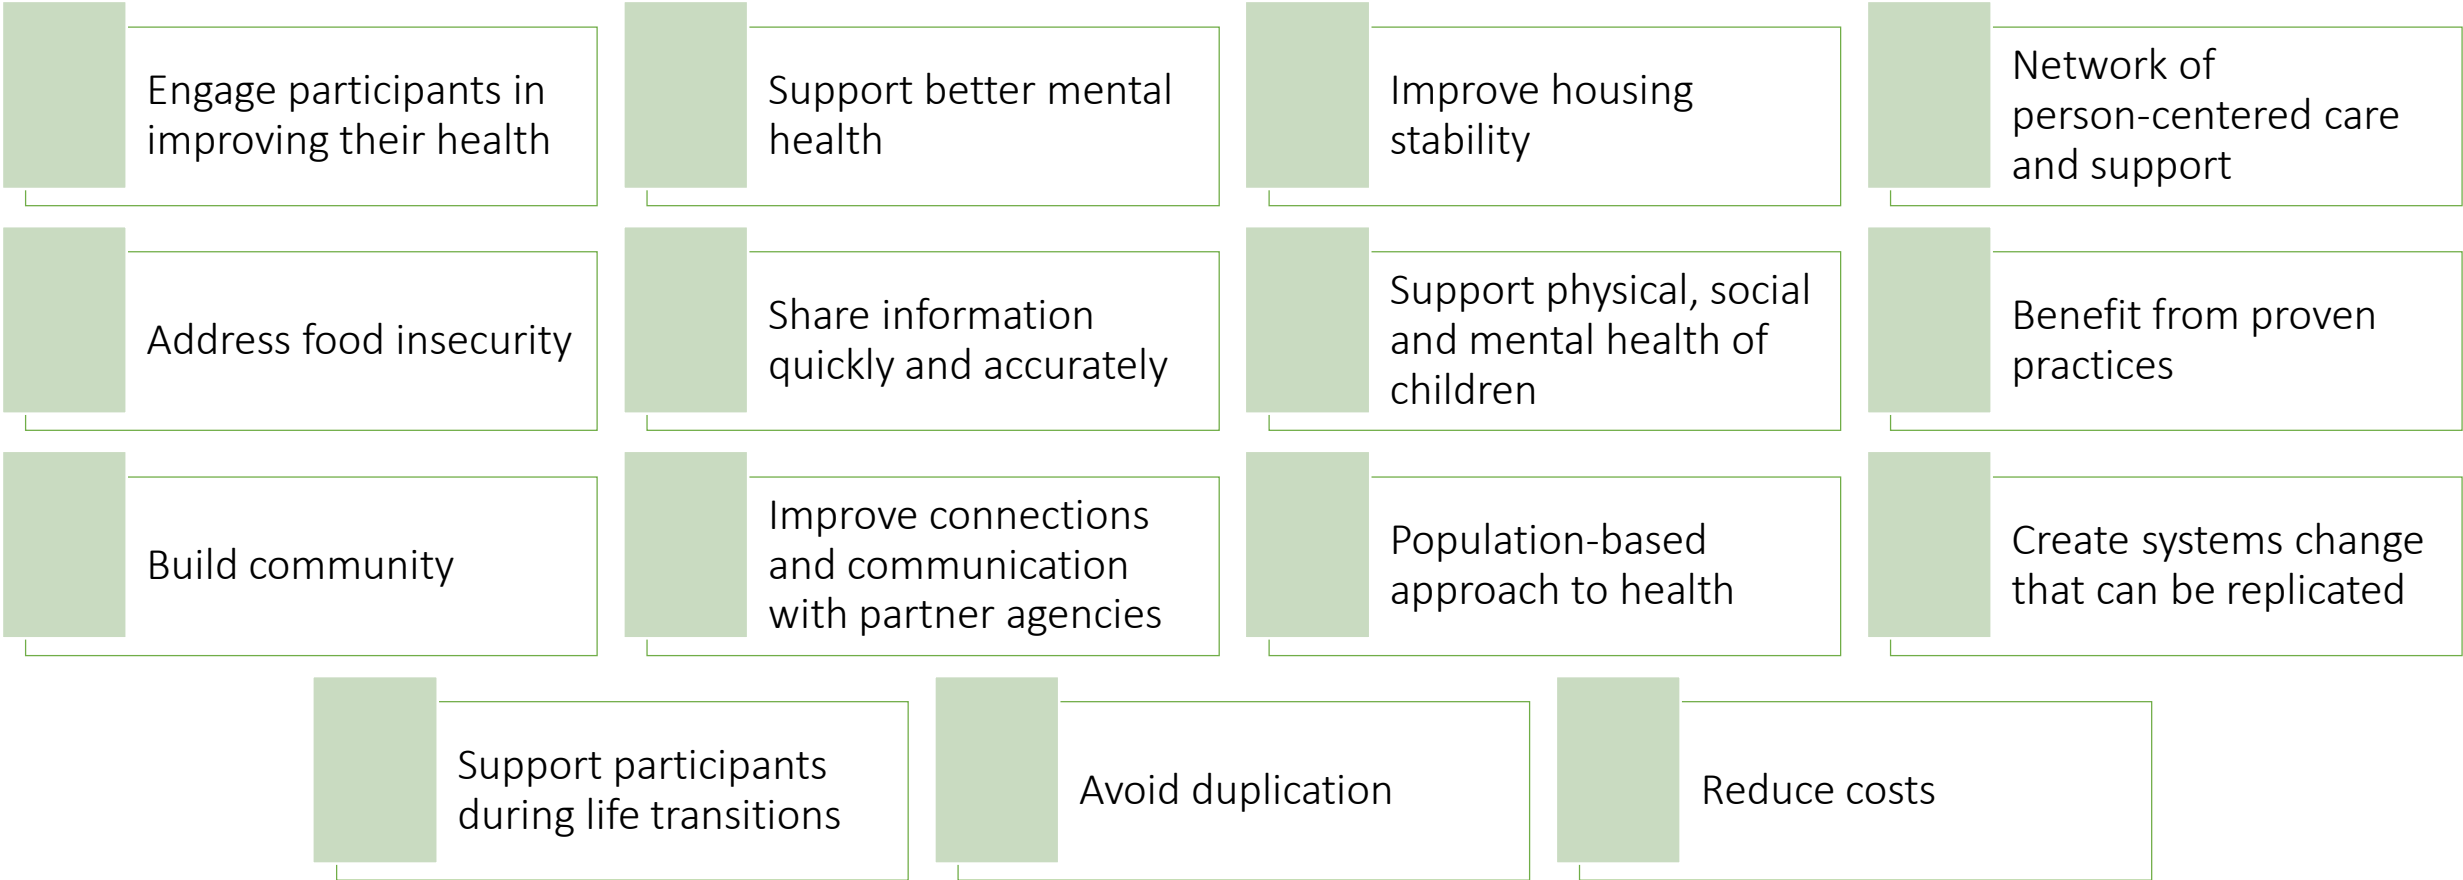 Engage participants in
improving their health
Support better mental
health
Improve housing
stability
Network of
person-centered care
and support
Address food insecurity
Share information
quickly and accurately
Support physical, social
and mental health of
children
Benefit from proven
practices
Build community
Improve connections
and communication
with partner agencies
Population-based
approach to health
Create systems change
that can be replicated
Support participants
during life transitions
Avoid duplication
Reduce costs